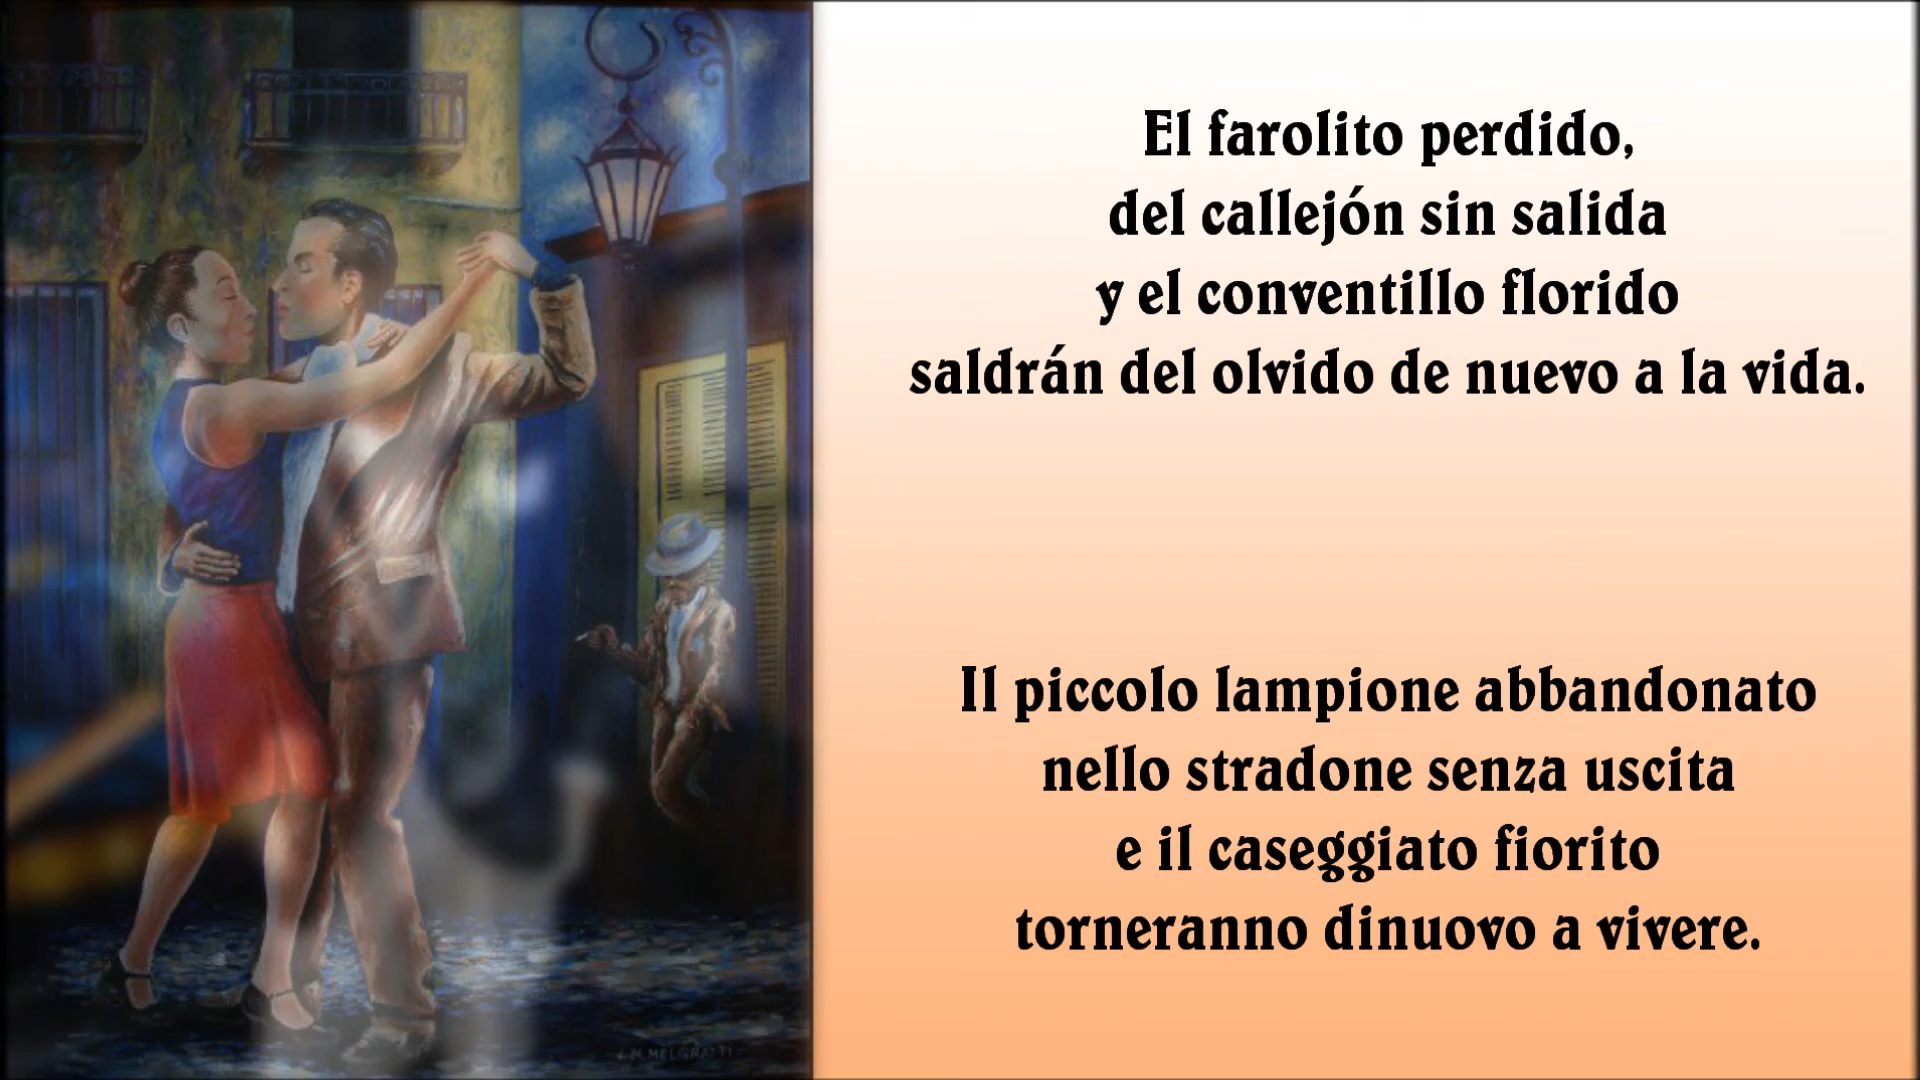 El farolito perdido,
del callejón sin salida
y el conventillo florido
saldrán del olvido de nuevo a la vida.
Il piccolo lampione abbandonato
nello stradone senza uscita
e il caseggiato fiorito
torneranno dinuovo a vivere.